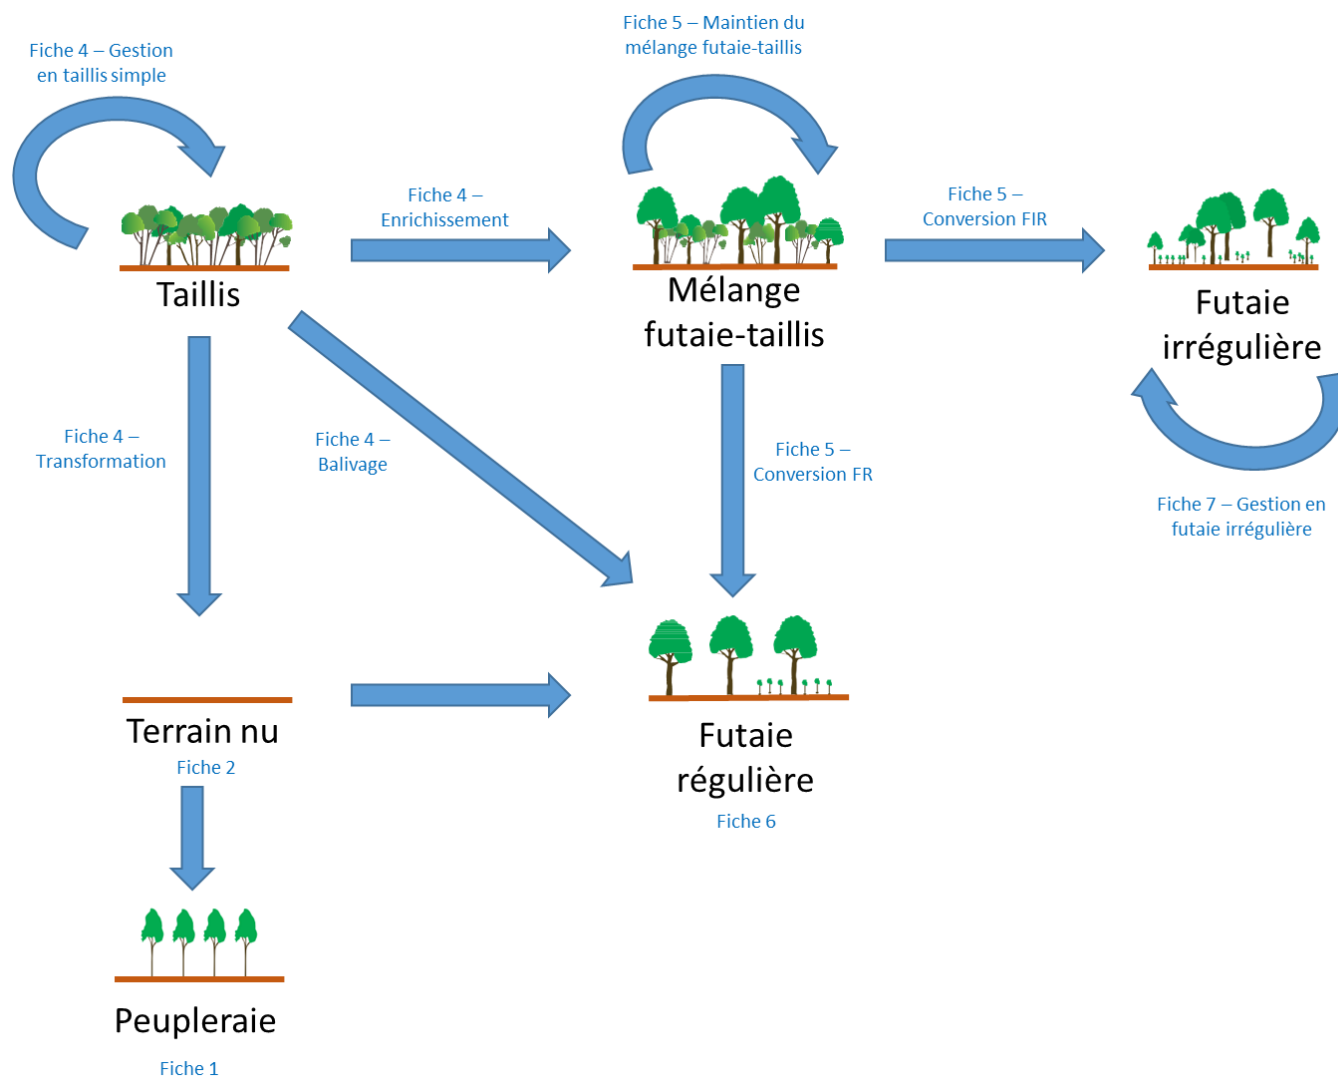 Fiche 4 – Gestion
en taillis simple
Fiche 5 – Maintien du
mélange futaie-taillis
Fiche 4 –
Enrichissement
Fiche 5 –
Conversion FIR
Taillis
Mélange
futaie-taillis
Futaie
irrégulière
Fiche 4 –
Transformation
Fiche 4 –
Balivage
Fiche 5 –
Conversion FR
Fiche 7 – Gestion en
futaie irrégulière
Terrain nu
Fiche 2
Futaie
régulière
Fiche 6
Peupleraie
Fiche 1